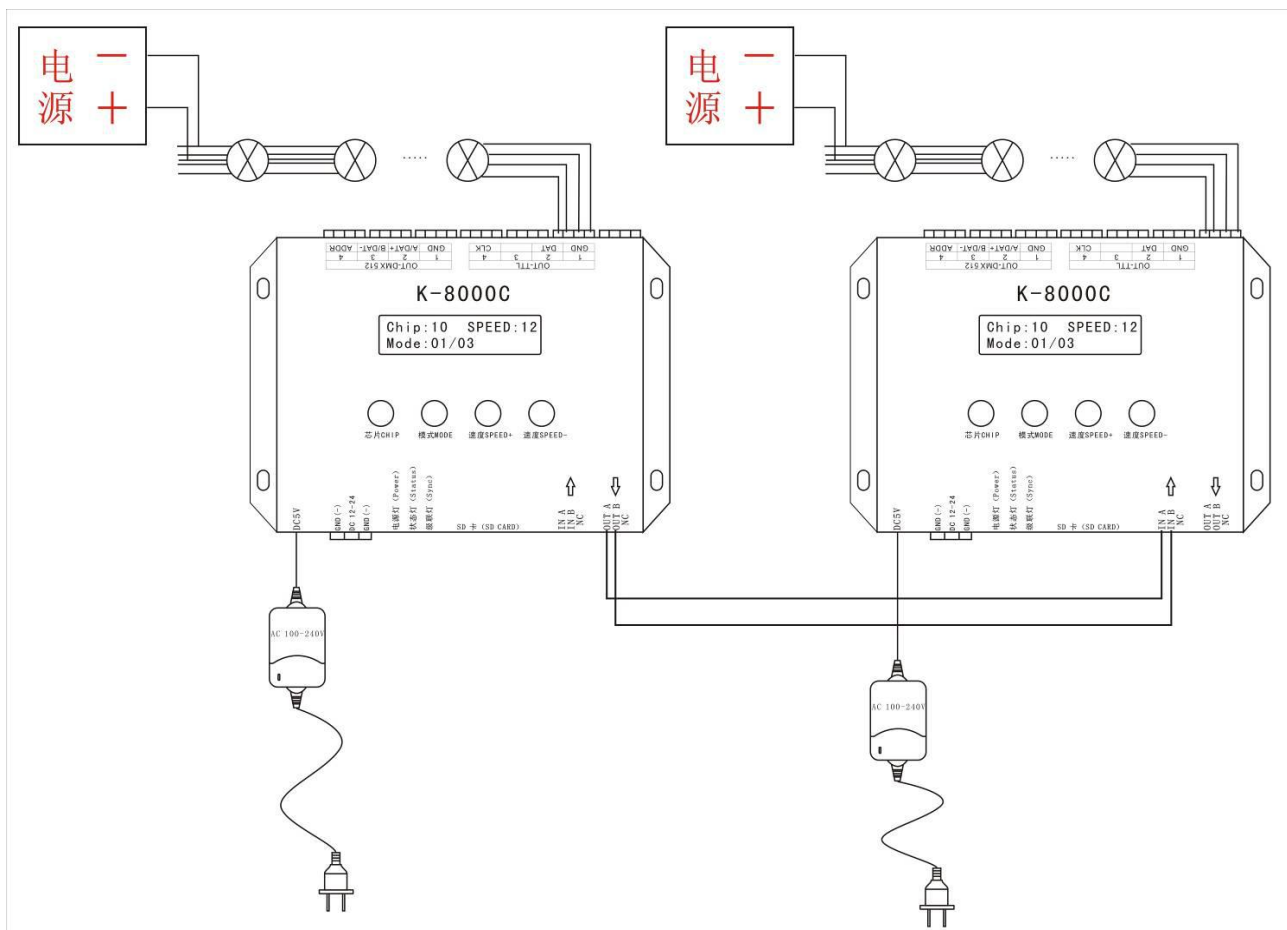 电 −
源 +
电 −
源 +
.....
.....
ADDR B/DAT- A/DAT+ GND CLK DAT GND
4 3 2 1 4 3 2 1
OUT-DMX512 OUT-TTL
K-8000C
Chip:10 SPEED:12
Mode:01/03
芯片CHIP 模式MODE 速度SPEED+ 速度SPEED-
DC5V
GND(-)
DC 12-24
GND(-)
电源灯(Power)
状态灯(Status)
级联灯(Sync)
SD 卡(SD CARD)
IN A
IN B
NC
OUT A
OUT B
NC
AC 100-240V
ADDR B/DAT- A/DAT+ GND CLK DAT GND
4 3 2 1 4 3 2 1
OUT-DMX512 OUT-TTL
K-8000C
Chip:10 SPEED:12
Mode:01/03
芯片CHIP 模式MODE 速度SPEED+ 速度SPEED-
DC5V
GND(-)
DC 12-24
GND(-)
电源灯(Power)
状态灯(Status)
级联灯(Sync)
SD 卡(SD CARD)
IN A
IN B
NC
OUT A
OUT B
NC
AC 100-240V